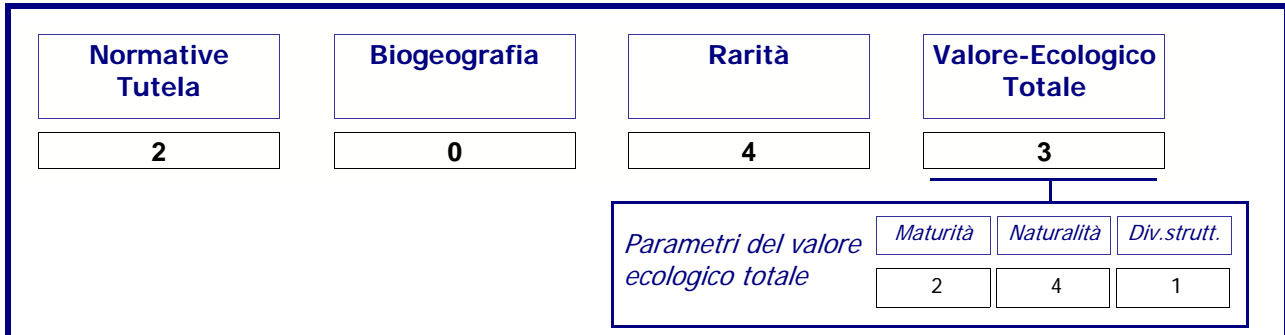 Normative
Tutela
Biogeografia
Rarità
Valore-Ecologico
Totale
2
0
4
3
Parametri del valore
ecologico totale
Maturità
Naturalità
Div.strutt.
2
4
1